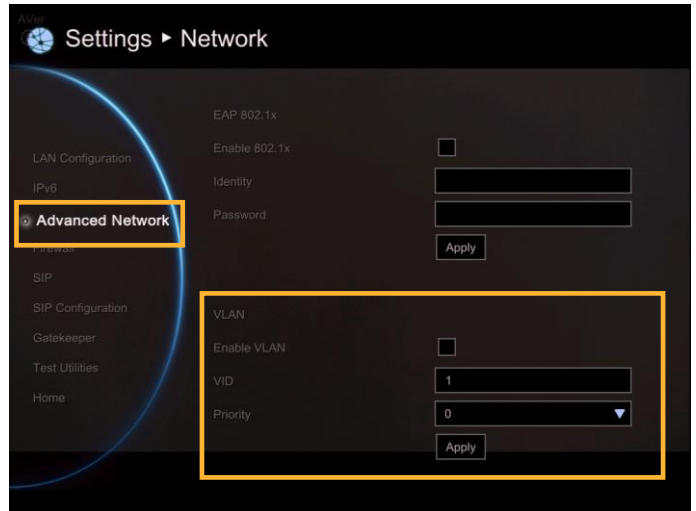 AVer
Settings ▸ Network
LAN Configuration
IPv6
Advanced Network
Firewall
SIP
SIP Configuration
Gatekeeper
Test Utilities
Home
EAP 802.1x
Enable 802.1x
Identity
Password
Apply
VLAN
Enable VLAN
VID 1
Priority 0
Apply